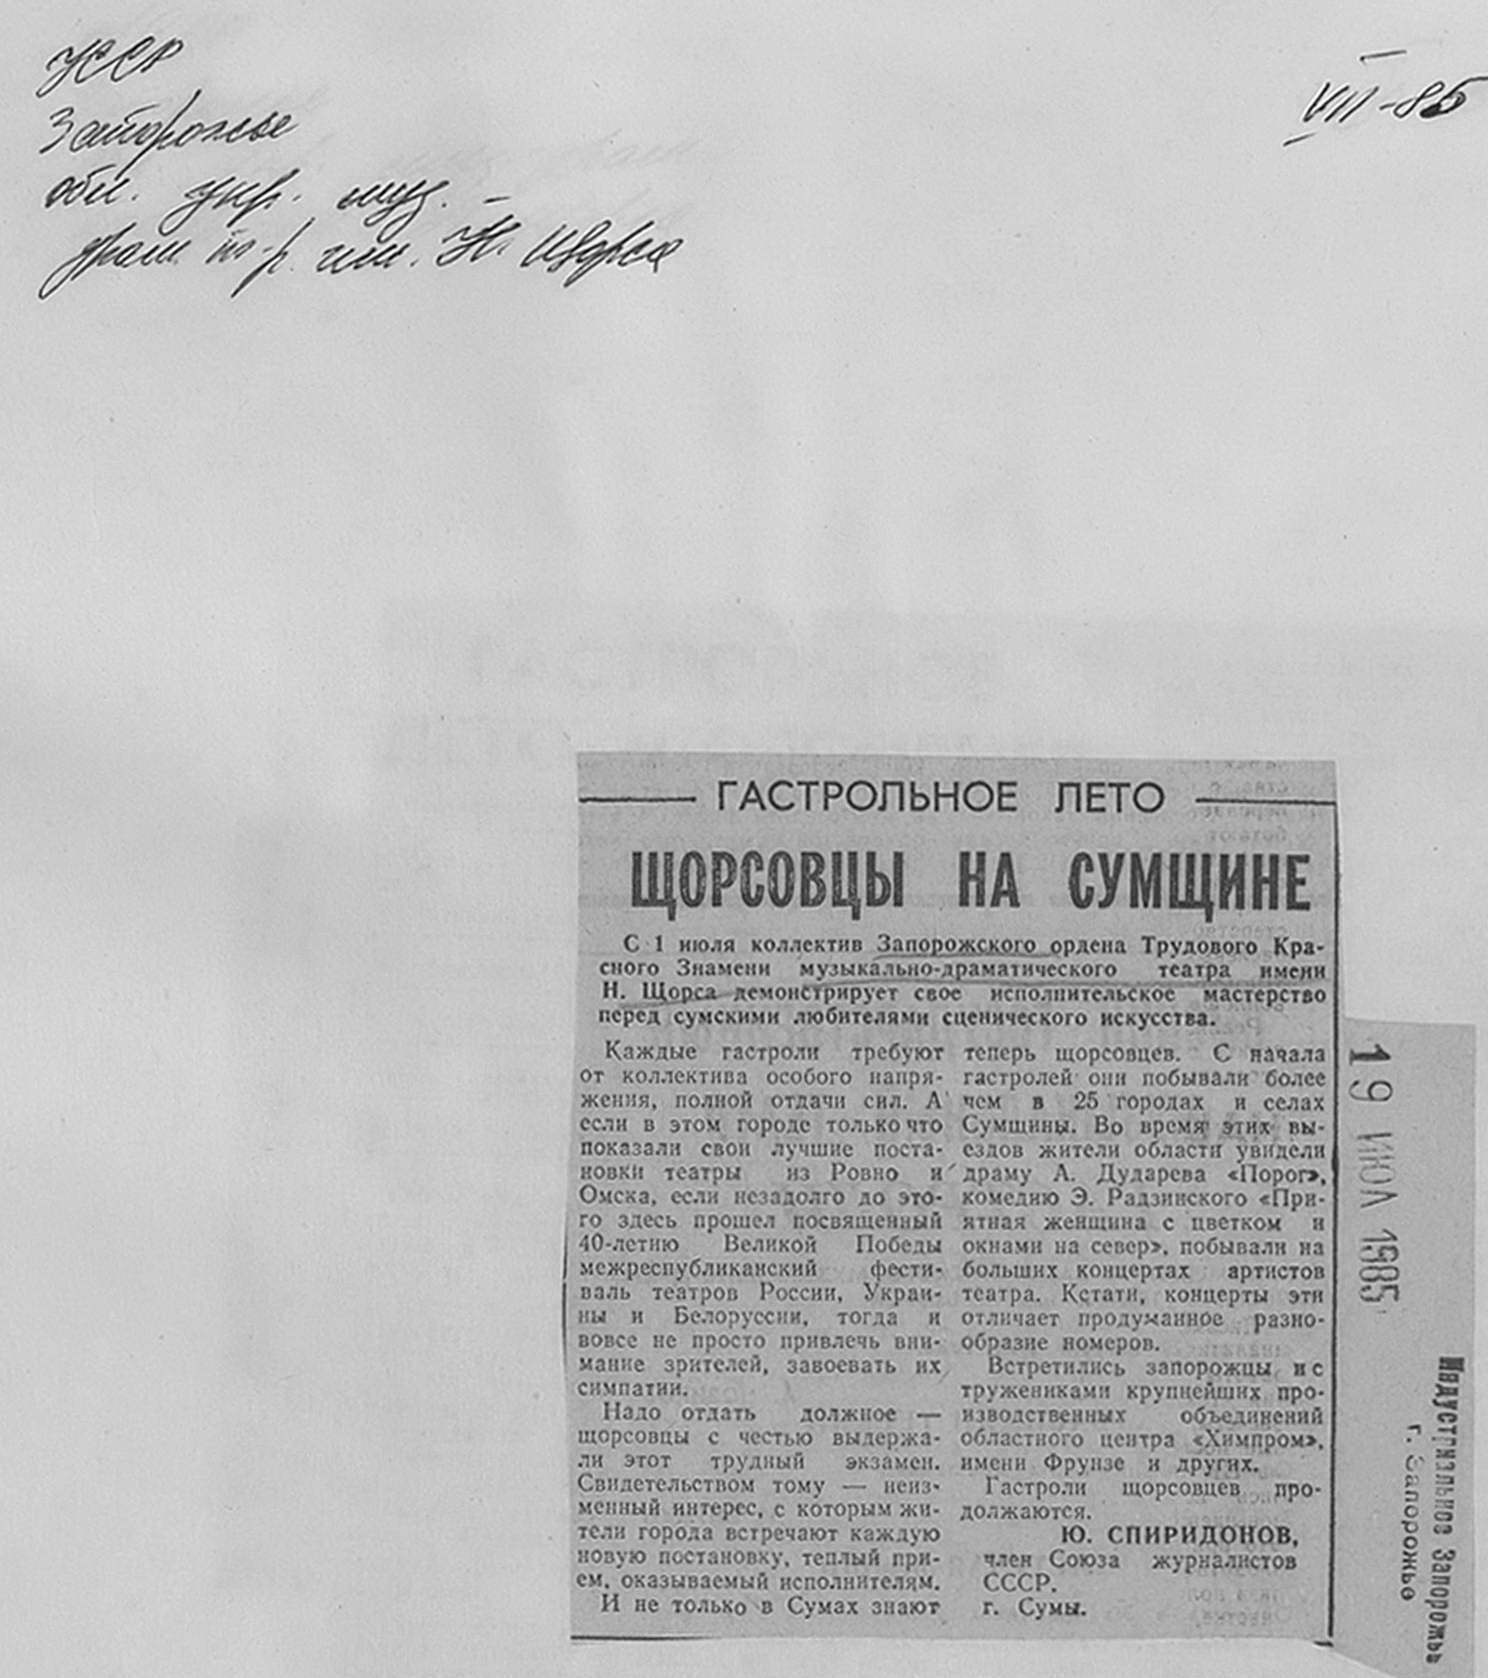 УССР
Запорожье
обл. укр. муз. -
драм. т-р. им. Н. Щорса
VII-85
ГАСТРОЛЬНОЕ ЛЕТО
ЩОРСОВЦЫ НА СУМЩИНЕ
С 1 июля коллектив Запорожского ордена Трудового Кра-
сного Знамени музыкально-драматического театра имени
Н. Щорса демонстрирует свое исполнительское мастерство
перед сумскими любителями сценического искусства.
Каждые гастроли требуют
от коллектива особого напря-
жения, полной отдачи сил. А
если в этом городе только что
показали свои лучшие поста-
новки театры из Ровно и
Омска, если незадолго до это-
го здесь прошел посвященный
40-летию Великой Победы
межреспубликанский фести-
валь театров России, Украи-
ны и Белоруссии, тогда и
вовсе не просто привлечь вни-
мание зрителей, завоевать их
симпатии.
Надо отдать должное —
щорсовцы с честью выдержа-
ли этот трудный экзамен.
Свидетельством тому — неиз-
менный интерес, с которым жи-
тели города встречают каждую
новую постановку, теплый при-
ем, оказываемый исполнителям.
И не только в Сумах знают
теперь щорсовцев. С начала
гастролей они побывали более
чем в 25 городах и селах
Сумщины. Во время этих вы-
ездов жители области увидели
драму А. Дударева «Порог»,
комедию Э. Радзинского «При-
ятная женщина с цветком и
окнами на север», побывали на
больших концертах артистов
театра. Кстати, концерты эти
отличает продуманное разно-
образие номеров.
Встретились запорожцы и с
тружениками крупнейших про-
изводственных объединений
областного центра «Химпром»,
имени Фрунзе и других.
Гастроли щорсовцев про-
должаются.
Ю. СПИРИДОНОВ,
член Союза журналистов
СССР.
г. Сумы.
19 ИЮЛ 1985
Индустриальное Запорожье
г. Запорожье